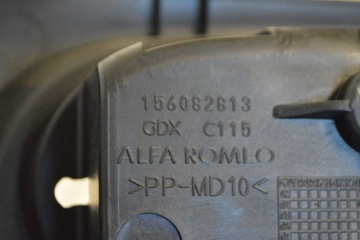 156082813
GDX C115
ALFA ROMEO
>PP-MD10<